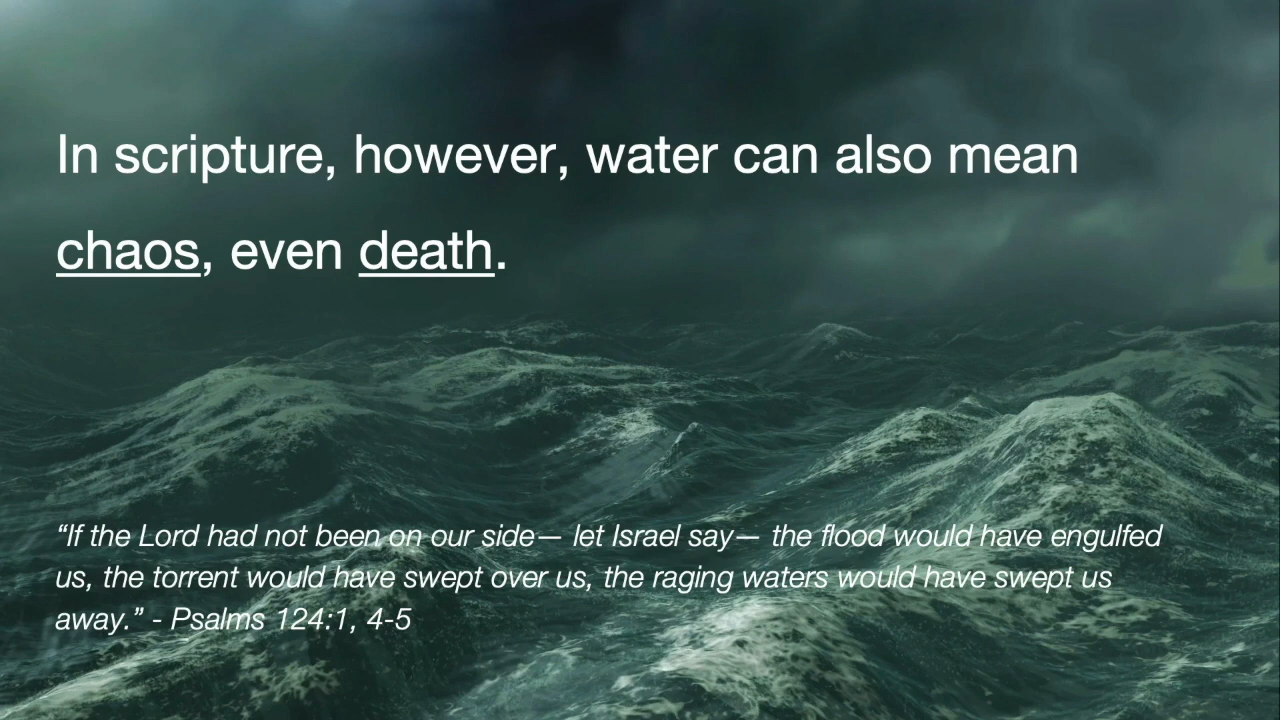 In scripture, however, water can also mean
chaos, even death.
“If the Lord had not been on our side— let Israel say— the flood would have engulfed
us, the torrent would have swept over us, the raging waters would have swept us
away.” - Psalms 124:1, 4-5